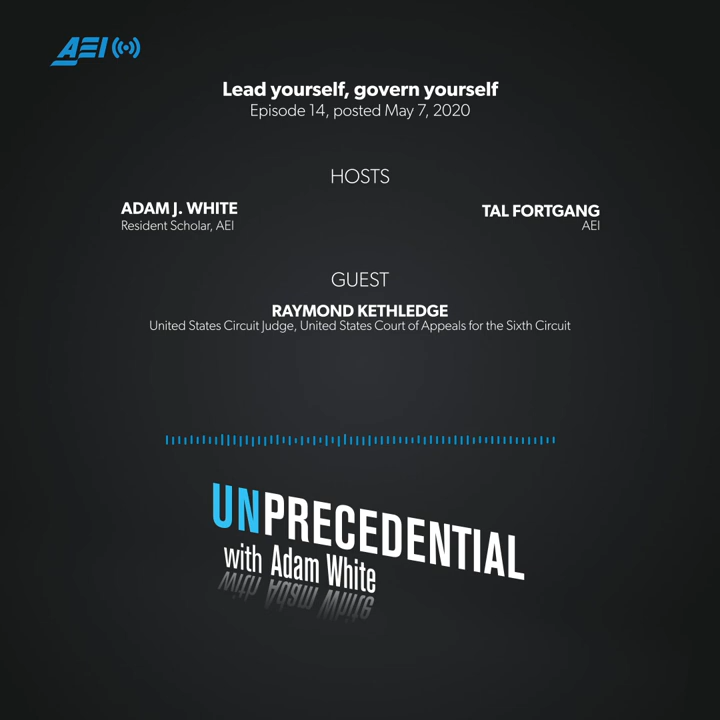 AEI
Lead yourself, govern yourself
Episode 14, posted May 7, 2020
HOSTS
ADAM J. WHITE
Resident Scholar, AEI
TAL FORTGANG
AEI
GUEST
RAYMOND KETHLEDGE
United States Circuit Judge, United States Court of Appeals for the Sixth Circuit
UNPRECEDENTIAL
with Adam White